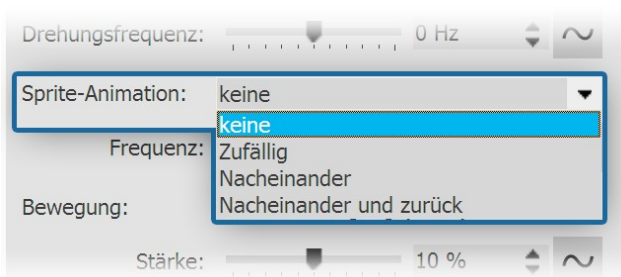 Drehungsfrequenz: 0 Hz
Sprite-Animation: keine
keine
Frequenz: Zufällig
Nacheinander
Bewegung: Nacheinander und zurück
Stärke: 10 %